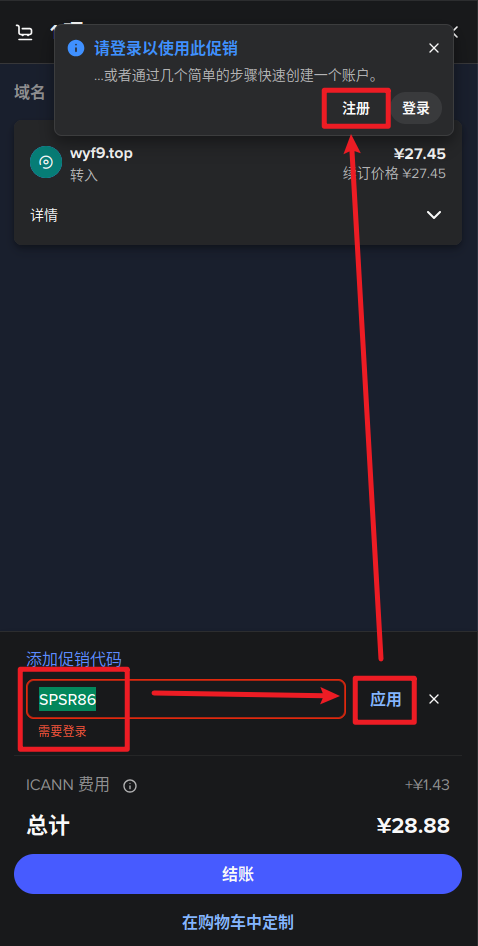 请登录以使用此促销
...或者通过几个简单的步骤快速创建一个账户。
注册 登录
域名
wyf9.top ¥27.45
转入 续订价格 ¥27.45
详情
添加促销代码
SPSR86 应用
需要登录
ICANN 费用 +¥1.43
总计 ¥28.88
结账
在购物车中定制